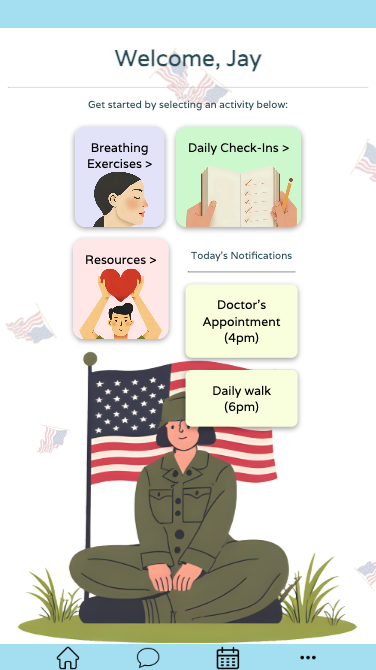 Welcome, Jay
Get started by selecting an activity below:
Breathing
Exercises >
Daily Check-Ins >
Resources >
Today's Notifications
Doctor's
Appointment
(4pm)
Daily walk
(6pm)